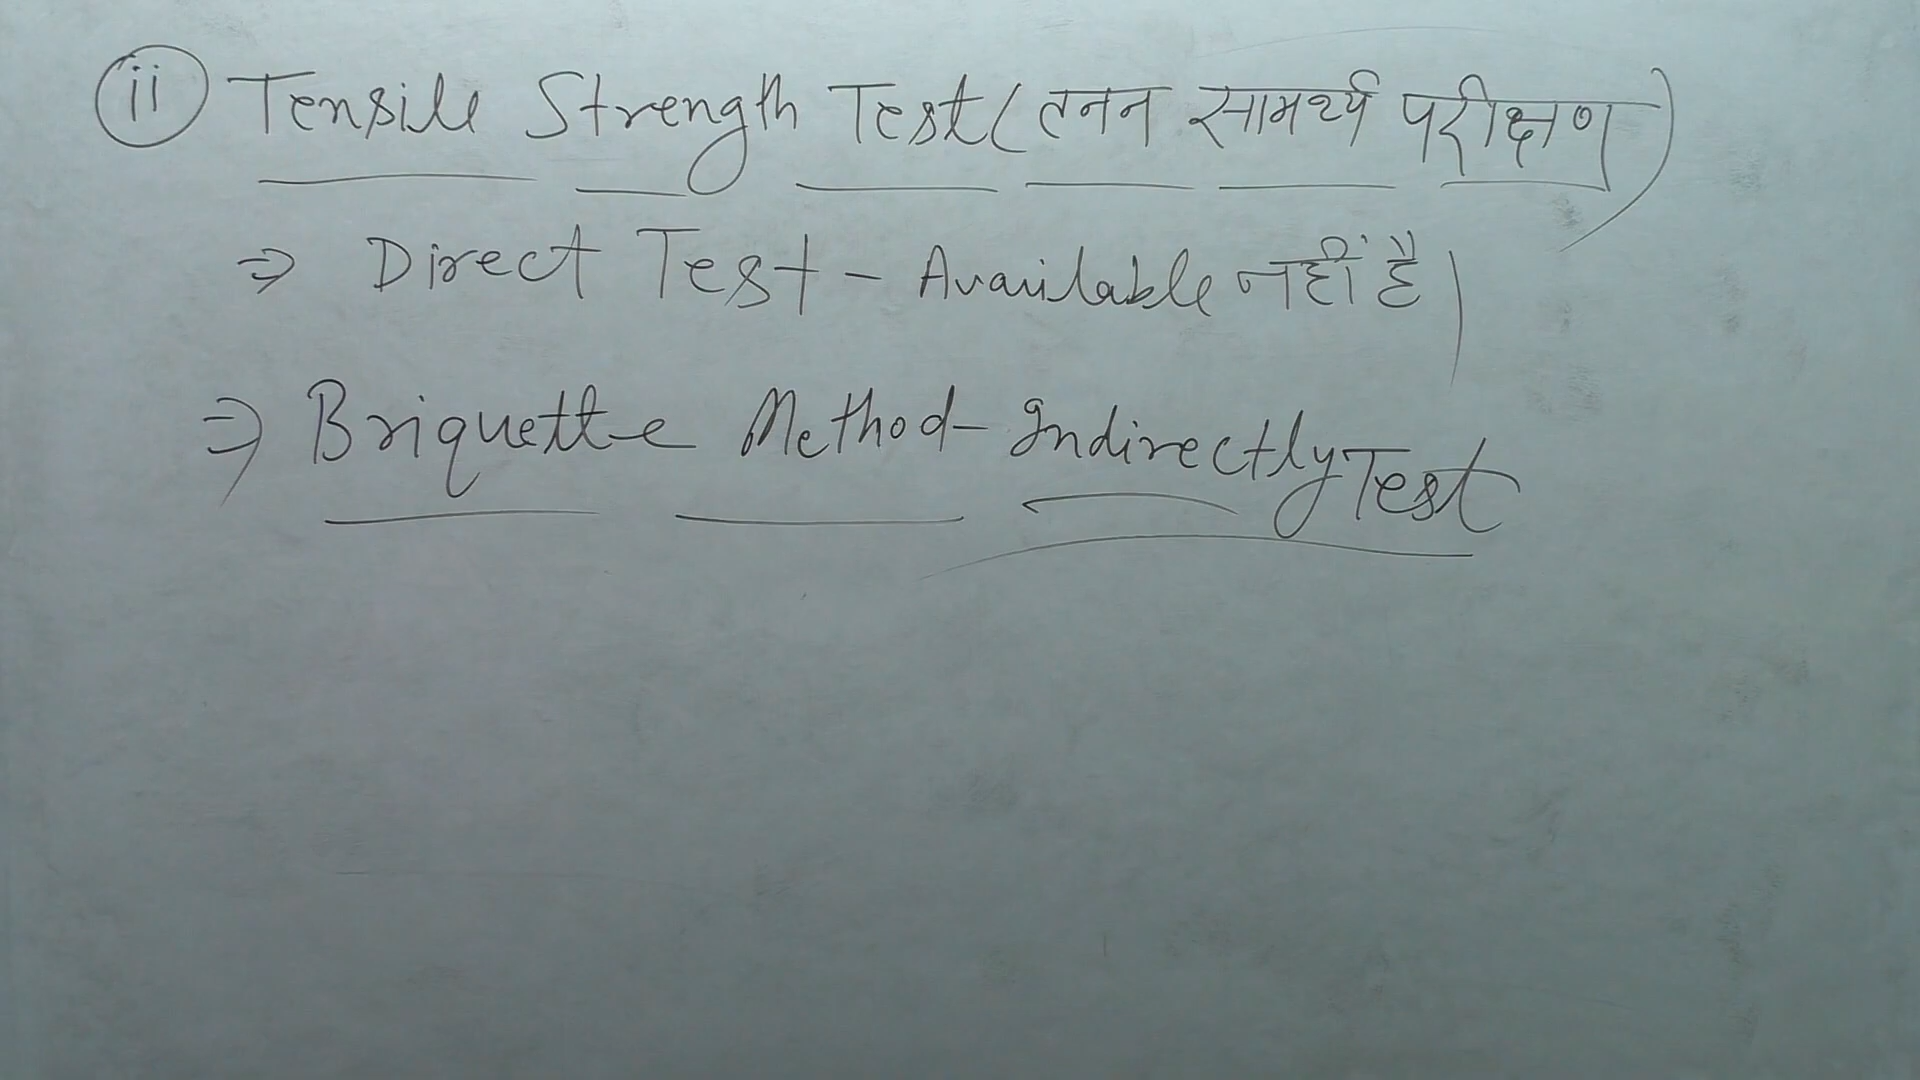 (ii) Tensile Strength Test (तनन सामर्थ्य परीक्षण)
⇒ Direct Test - Available नहीं है।
⇒ Briquette Method - Indirectly Test